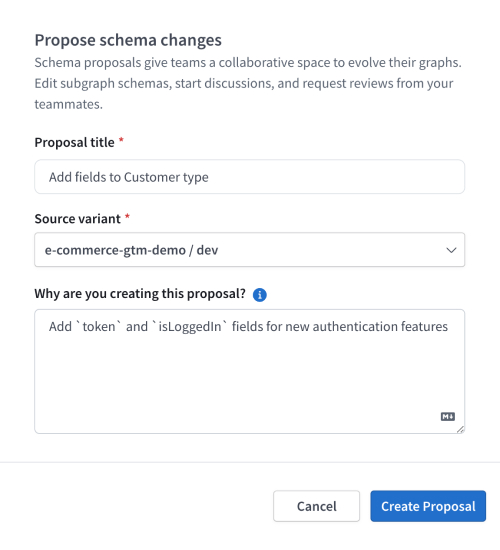 Propose schema changes
Schema proposals give teams a collaborative space to evolve their graphs.
Edit subgraph schemas, start discussions, and request reviews from your
teammates.
Proposal title *
Add fields to Customer type
Source variant *
e-commerce-gtm-demo / dev
Why are you creating this proposal? i
Add `token` and `isLoggedIn` fields for new authentication features
M↓
Cancel
Create Proposal